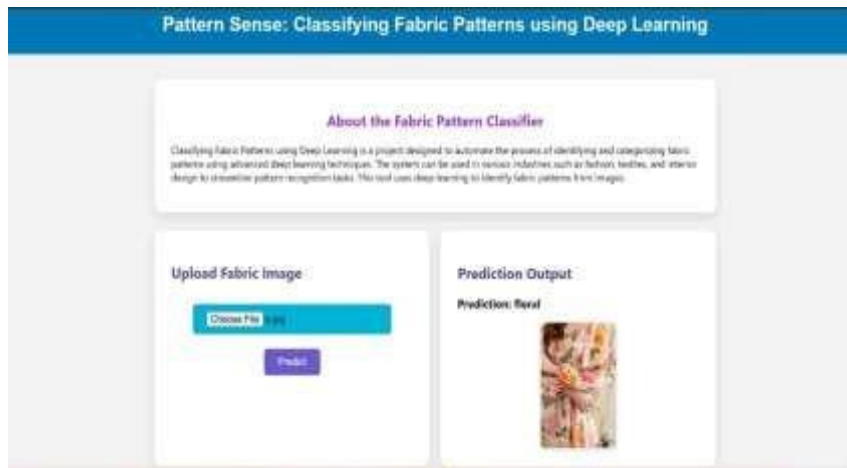 Pattern Sense: Classifying Fabric Patterns using Deep Learning
About the Fabric Pattern Classifier
Classifying Fabric Patterns using Deep Learning is a project designed to automate the process of identifying and categorizing fabric
patterns using advanced deep learning techniques. The system can be used in various industries such as fashion, textiles, and interior
design to streamline pattern recognition tasks. This tool uses deep learning to identify fabric patterns from images.
Upload Fabric Image
Choose File
Predict
Prediction Output
Prediction: floral